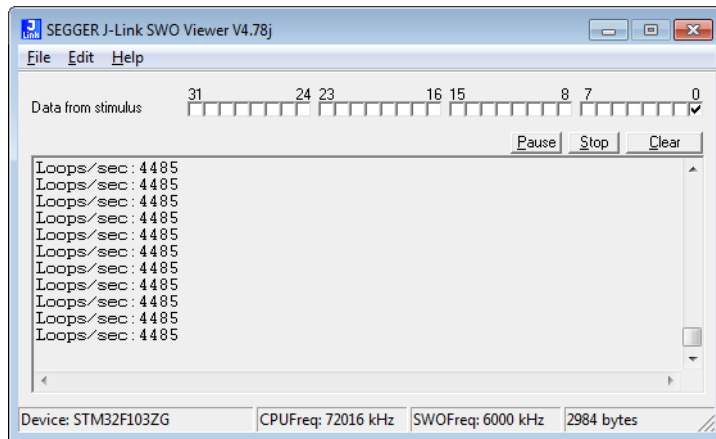 J-Link SEGGER J-Link SWO Viewer V4.78j
File Edit Help
31 24 23 16 15 8 7 0
Data from stimulus
Pause Stop Clear
Loops/sec:4485
Loops/sec:4485
Loops/sec:4485
Loops/sec:4485
Loops/sec:4485
Loops/sec:4485
Loops/sec:4485
Loops/sec:4485
Loops/sec:4485
Loops/sec:4485
Loops/sec:4485
Device: STM32F103ZG CPUFreq: 72016 kHz SWOFreq: 6000 kHz 2984 bytes